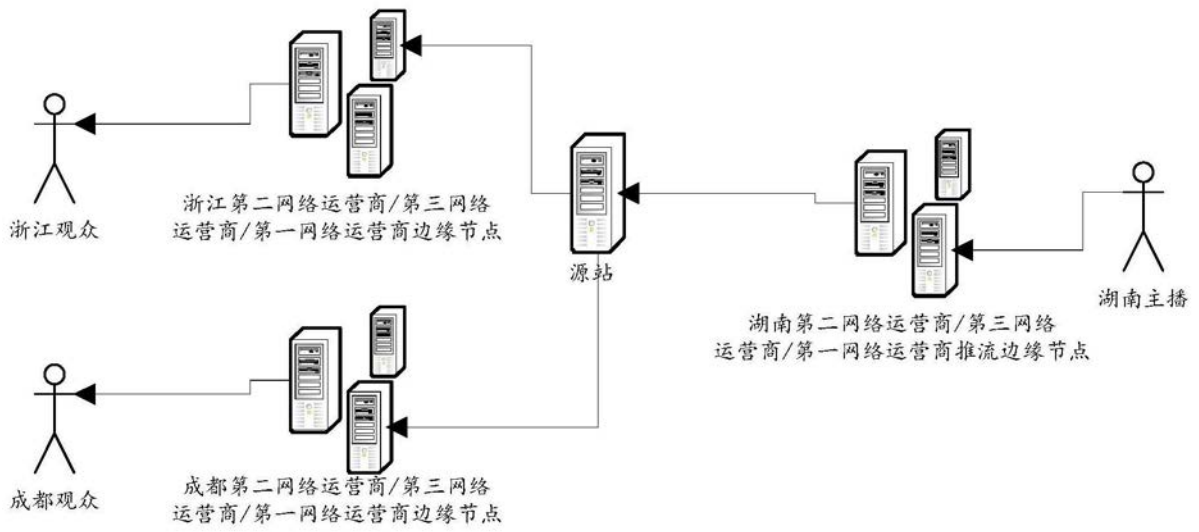 浙江第二网络运营商/第三网络
运营商/第一网络运营商边缘节点
浙江观众
源站
湖南主播
湖南第二网络运营商/第三网络
运营商/第一网络运营商推流边缘节点
成都第二网络运营商/第三网络
运营商/第一网络运营商边缘节点
成都观众